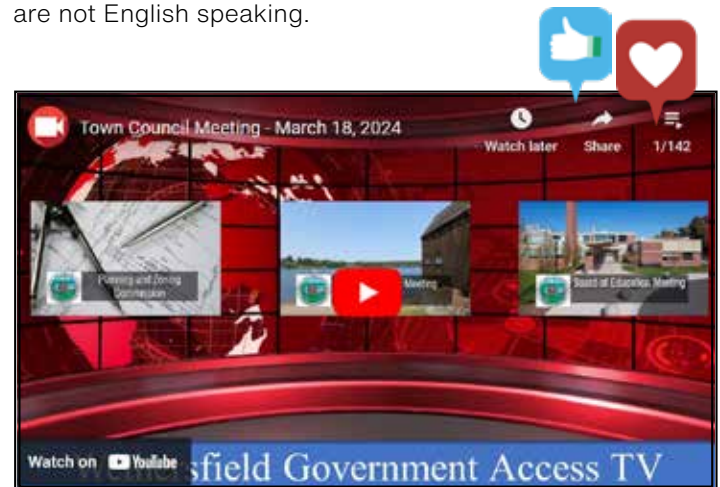 are not English speaking.
Town Council Meeting - March 18, 2024
Watch later Share 1/142
Planning and Zoning
Commission
Meeting
Board of Education Meeting
Watch on YouTube
sfield Government Access TV